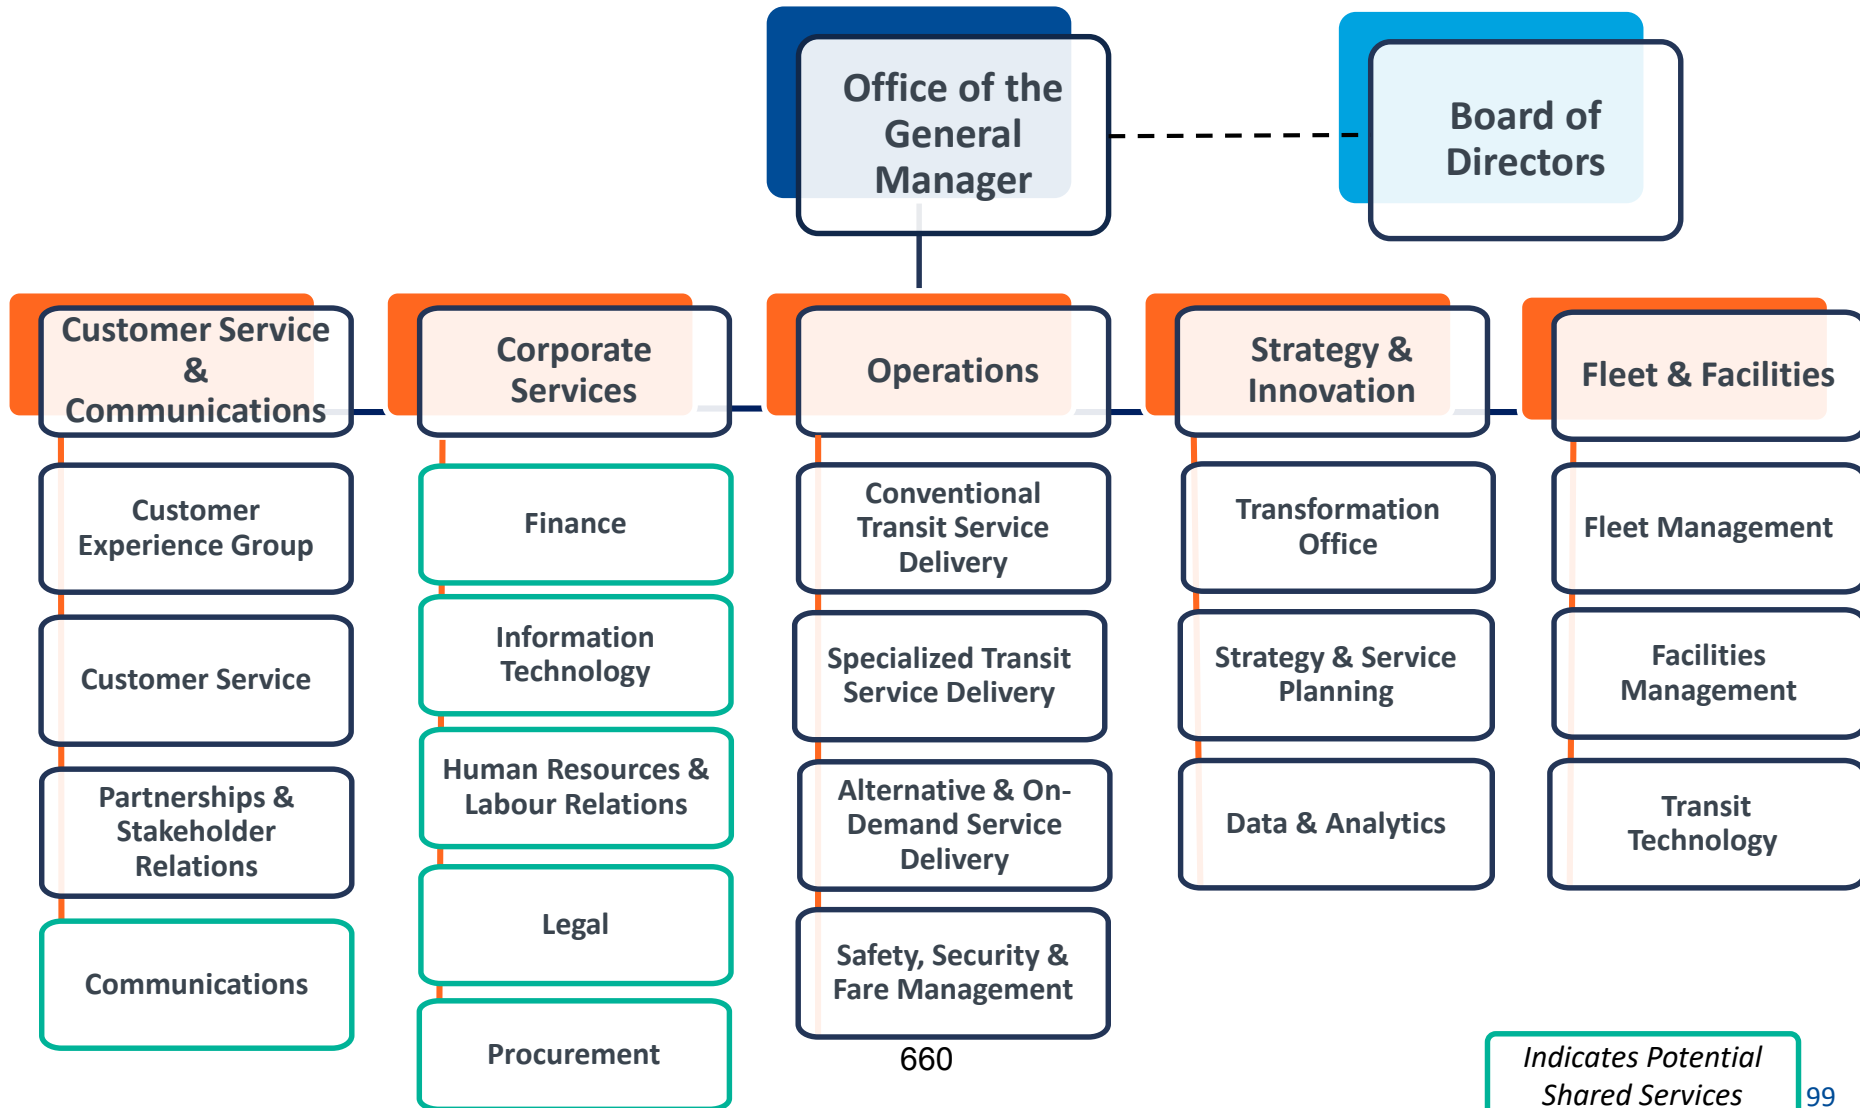 Office of the
General
Manager
Board of
Directors
Customer Service
&
Communications
Corporate
Services
Operations
Strategy &
Innovation
Fleet & Facilities
Customer
Experience Group
Customer Service
Partnerships &
Stakeholder
Relations
Communications
Finance
Information
Technology
Human Resources &
Labour Relations
Legal
Procurement
Conventional
Transit Service
Delivery
Specialized Transit
Service Delivery
Alternative & On-
Demand Service
Delivery
Safety, Security &
Fare Management
Transformation
Office
Strategy & Service
Planning
Data & Analytics
Fleet Management
Facilities
Management
Transit
Technology
660
Indicates Potential
Shared Services
99